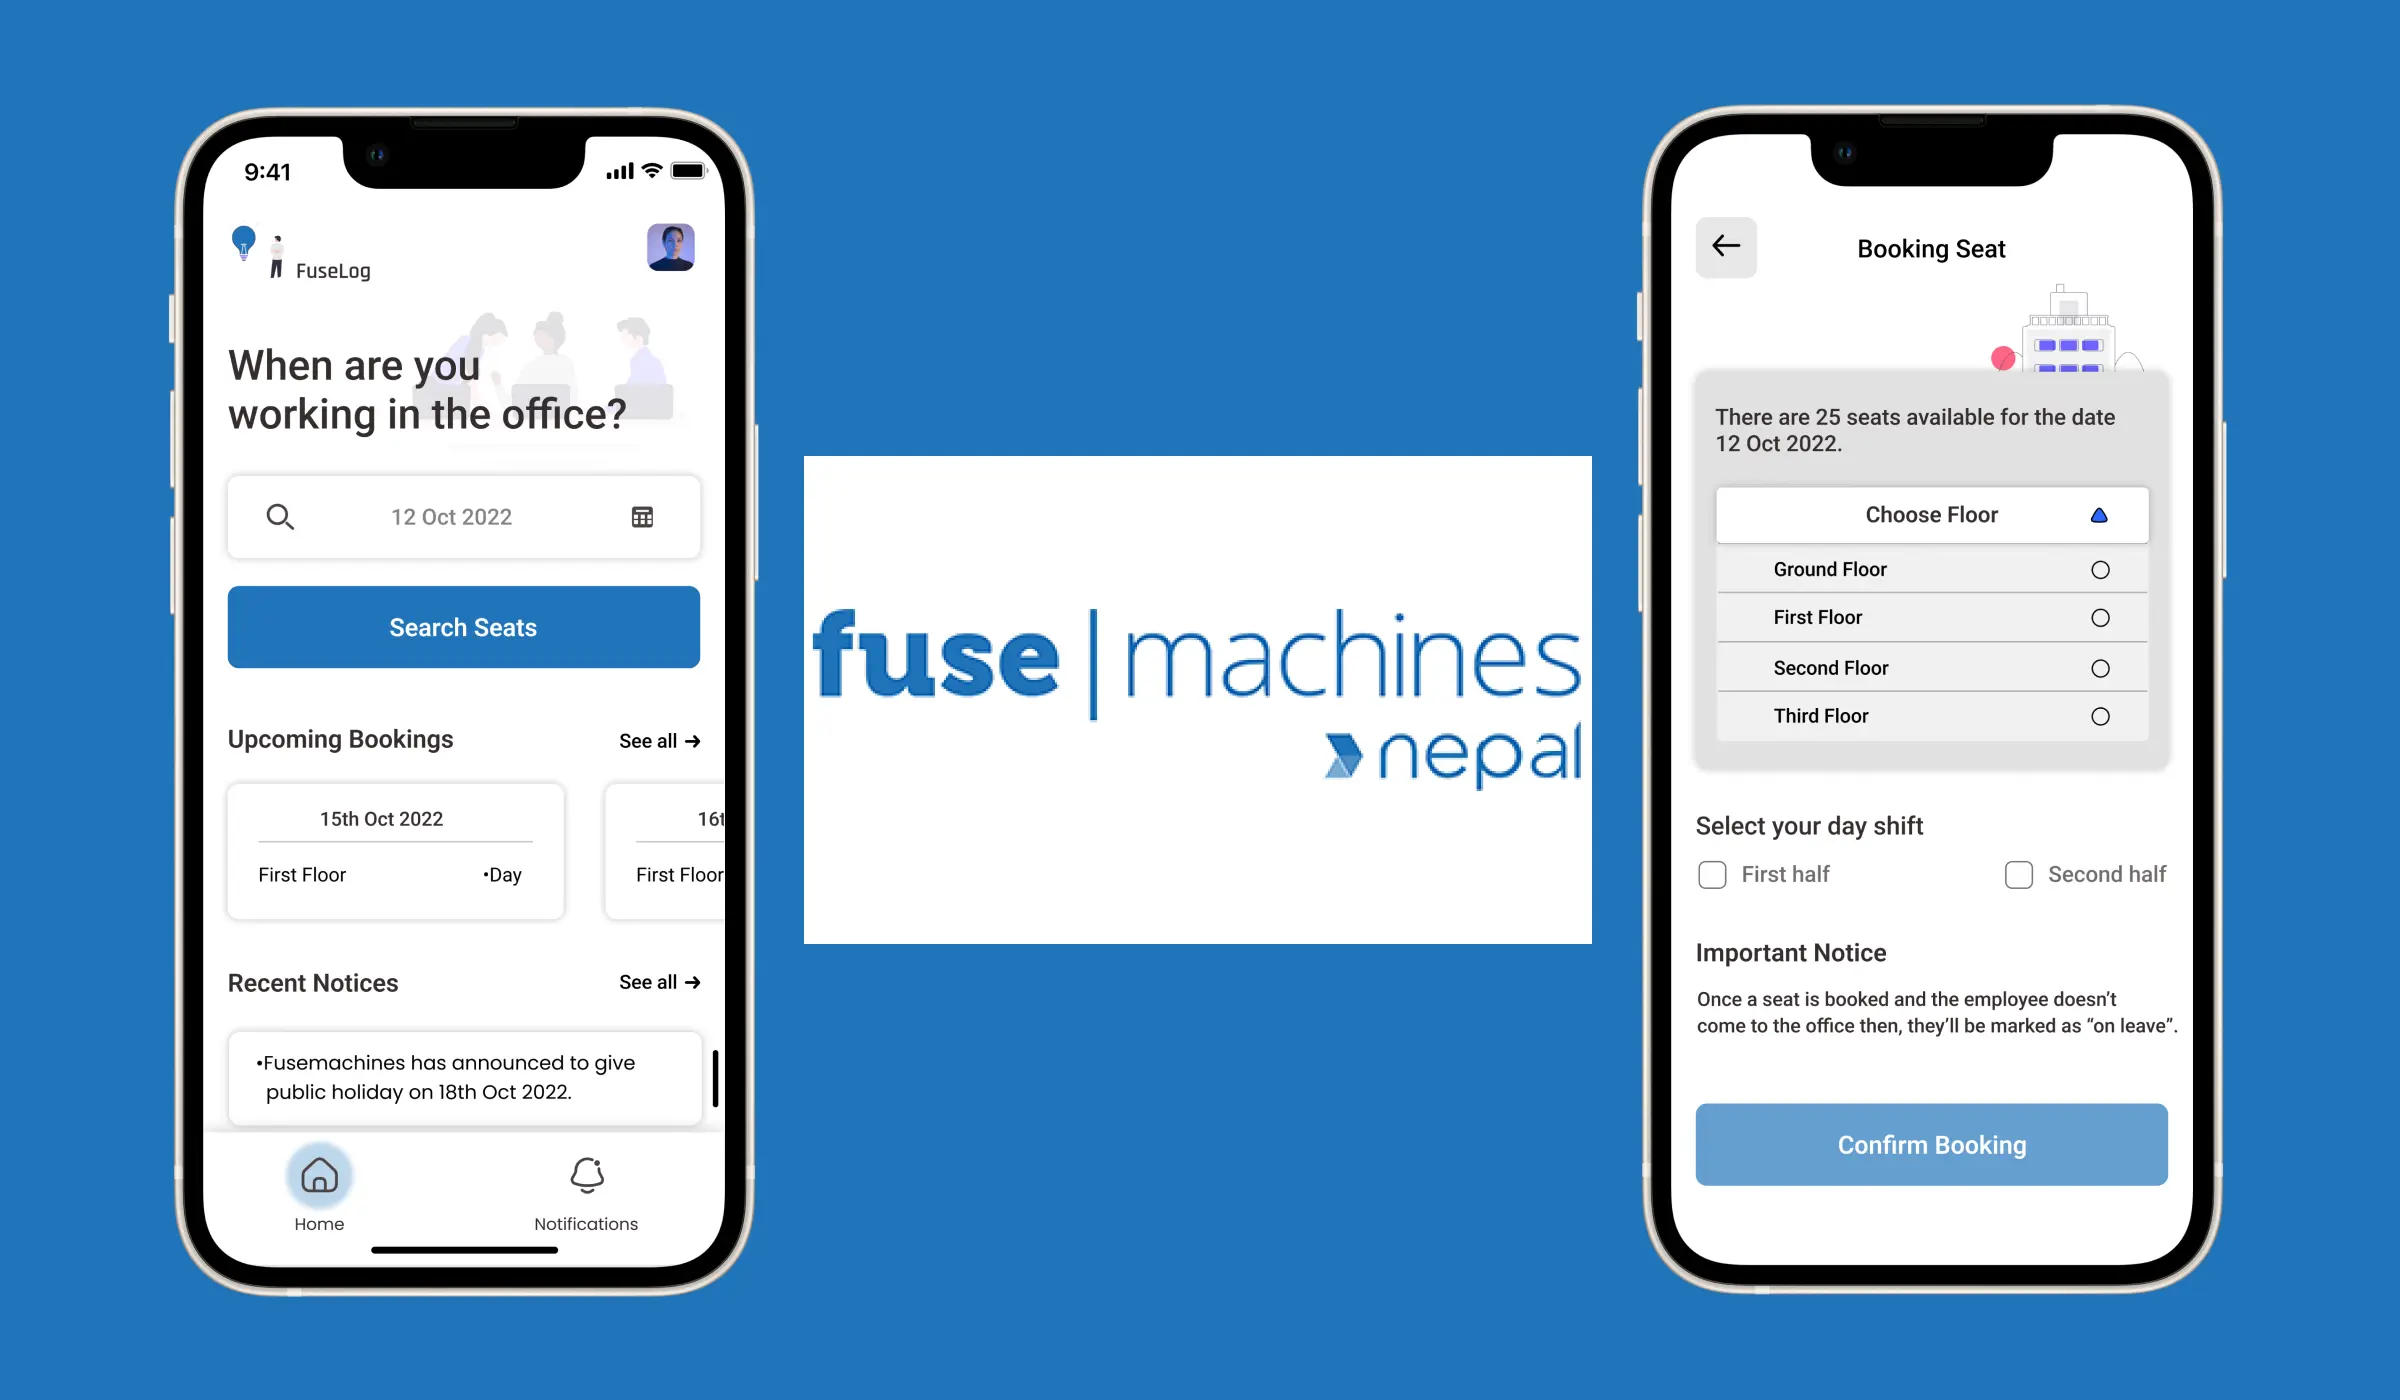 9:41
FuseLog
When are you
working in the office?
12 Oct 2022
Search Seats
Upcoming Bookings
See all →
15th Oct 2022
First Floor •Day
16t
First Floor
Recent Notices
See all →
•Fusemachines has announced to give
public holiday on 18th Oct 2022.
Home
Notifications
fuse | machines
nepal
Booking Seat
There are 25 seats available for the date
12 Oct 2022.
Choose Floor
Ground Floor
First Floor
Second Floor
Third Floor
Select your day shift
First half
Second half
Important Notice
Once a seat is booked and the employee doesn’t
come to the office then, they’ll be marked as “on leave”.
Confirm Booking